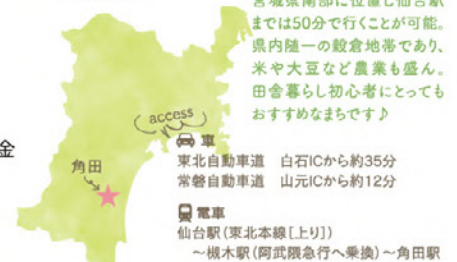 宮城県南部に位置し仙台駅
までは50分で行くことが可能。
県内随一の穀倉地帯であり、
米や大豆など農業も盛ん。
田舎暮らし初心者にとっても
おすすめなまちです♪
access
金
角田
車
東北自動車道 白石ICから約35分
常磐自動車道 山元ICから約12分
電車
仙台駅(東北本線[上り])
〜槻木駅(阿武隈急行へ乗換)〜角田駅